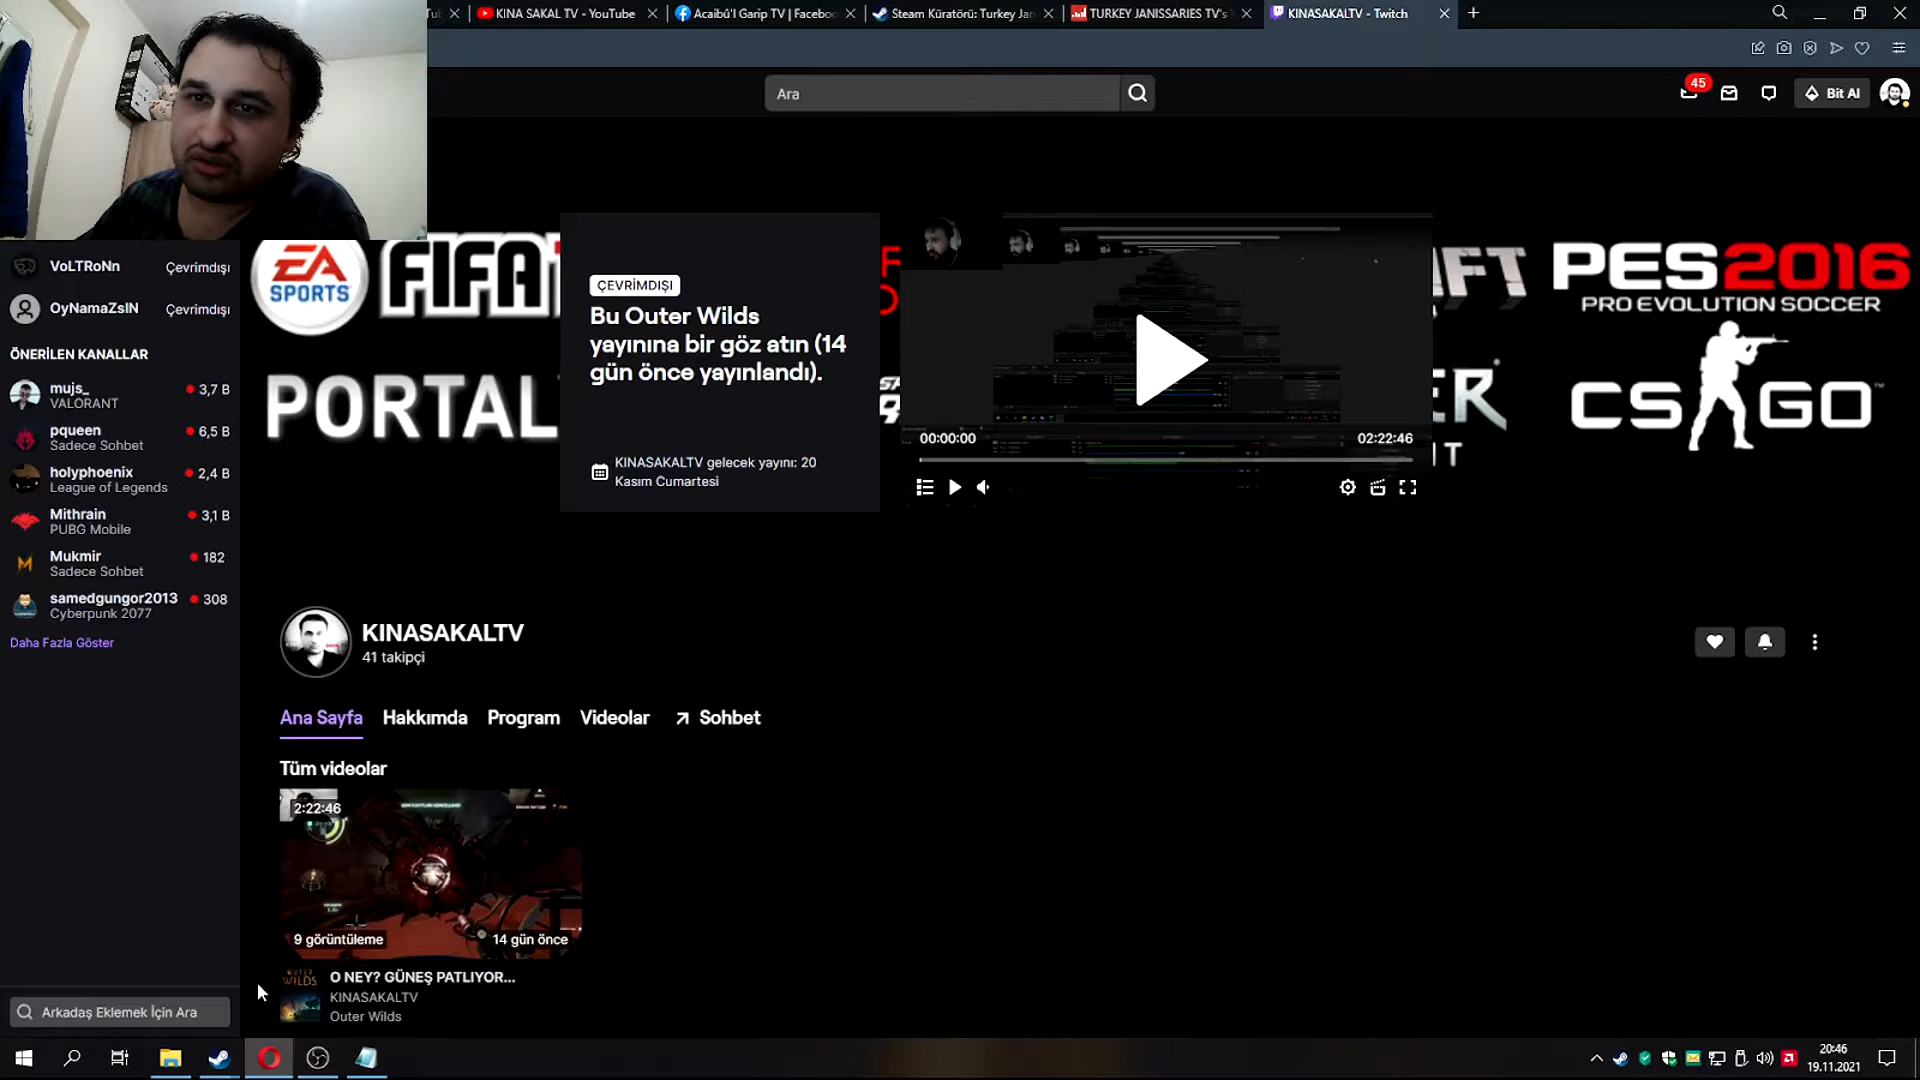 KINA SAKAL TV - YouTube
Acaibü'l Garip TV | Faceboo
Steam Küratörü: Turkey Jan
TURKEY JANISSARIES TV's
KINASAKALTV - Twitch
Ara
45
Bit Al
VoLTRoNn
Çevrimdışı
OyNamaZsIN
Çevrimdışı
ÖNERİLEN KANALLAR
mujs_
3,7 B
VALORANT
pqueen
6,5 B
Sadece Sohbet
holyphoenix
2,4 B
League of Legends
Mithrain
3,1 B
PUBG Mobile
Mukmir
182
Sadece Sohbet
samedgungor2013
308
Cyberpunk 2077
Daha Fazla Göster
Arkadaş Eklemek İçin Ara
EA
SPORTS
FIFA
PORTAL
ÇEVRİMDIŞI
Bu Outer Wilds
yayınına bir göz atın (14
gün önce yayınlandı).
KINASAKALTV gelecek yayını: 20
Kasım Cumartesi
00:00:00
02:22:46
PES2016
PRO EVOLUTION SOCCER
CS GO
KINASAKALTV
41 takipçi
Ana Sayfa
Hakkımda
Program
Videolar
Sohbet
Tüm videolar
2:22:46
9 görüntüleme
14 gün önce
OUTER
WILDS
O NEY? GÜNEŞ PATLIYOR...
KINASAKALTV
Outer Wilds
20:46
19.11.2021